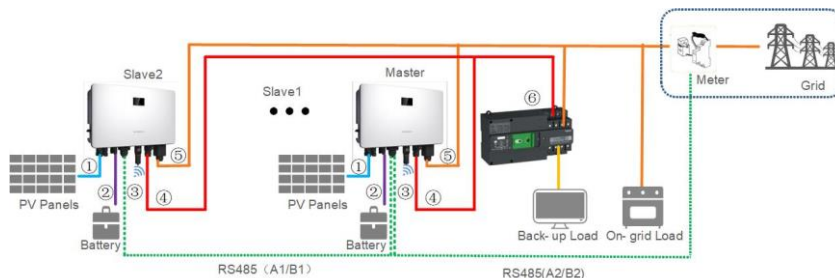 Slave2
Slave1
Master
Meter
Grid
⑥
① ② ③ ④ ⑤
① ② ③ ④ ⑤
PV Panels
Battery
PV Panels
Battery
Back- up Load
On- grid Load
RS485（A1/B1）
RS485(A2/B2)